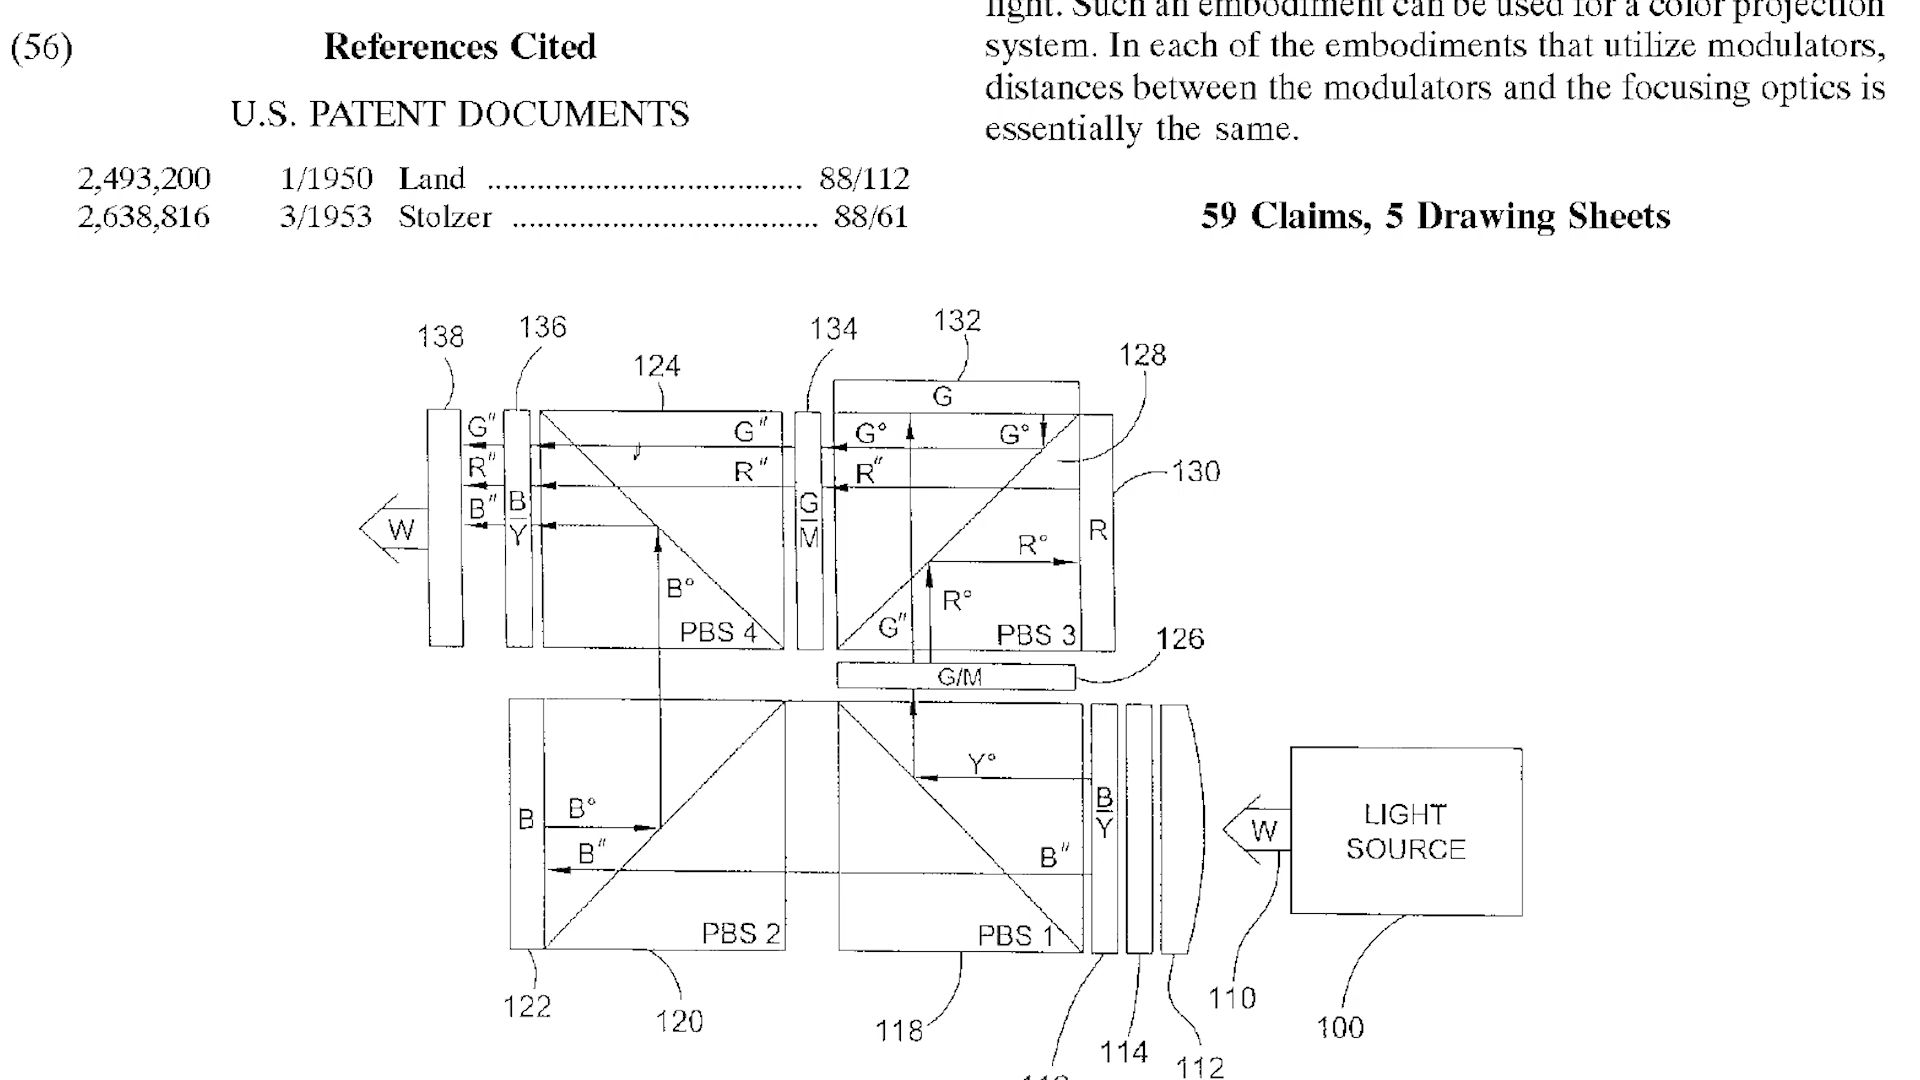 (56) References Cited
U.S. PATENT DOCUMENTS
2,493,200 1/1950 Land ...................................... 88/112
2,638,816 3/1953 Stolzer ..................................... 88/61
light. Such an embodiment can be used for a color projection
system. In each of the embodiments that utilize modulators,
distances between the modulators and the focusing optics is
essentially the same.
59 Claims, 5 Drawing Sheets
138
136
124
134
132
128
G
G"
G"
G°
G°
R"
R"
R"
130
B"
B
Y
G
M
W
R
R°
B°
R°
G"
PBS 4
PBS 3
126
G/M
Y°
B
B°
B"
B"
B
Y
W
LIGHT
SOURCE
PBS 2
PBS 1
122
120
118
114
112
110
100